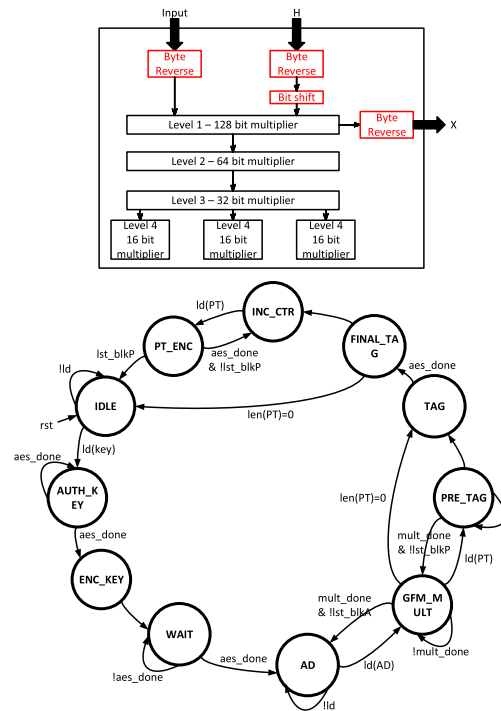 Input
H
Byte
Reverse
Byte
Reverse
Bit shift
Level 1 – 128 bit multiplier
Byte
Reverse
X
Level 2 – 64 bit multiplier
Level 3 – 32 bit multiplier
Level 4
16 bit
multiplier
Level 4
16 bit
multiplier
Level 4
16 bit
multiplier
ld(PT)
INC_CTR
PT_ENC
FINAL_TA
G
lst_blkP
aes_done
& !lst_blkP
!ld
aes_done
IDLE
TAG
rst
len(PT)=0
ld(key)
aes_done
AUTH_K
EY
len(PT)=0
PRE_TAG
aes_done
mult_done
& !lst_blkP
ld(PT)
ENC_KEY
mult_done
& !lst_blkA
GFM_M
ULT
WAIT
!mult_done
aes_done
AD
ld(AD)
!aes_done
!ld